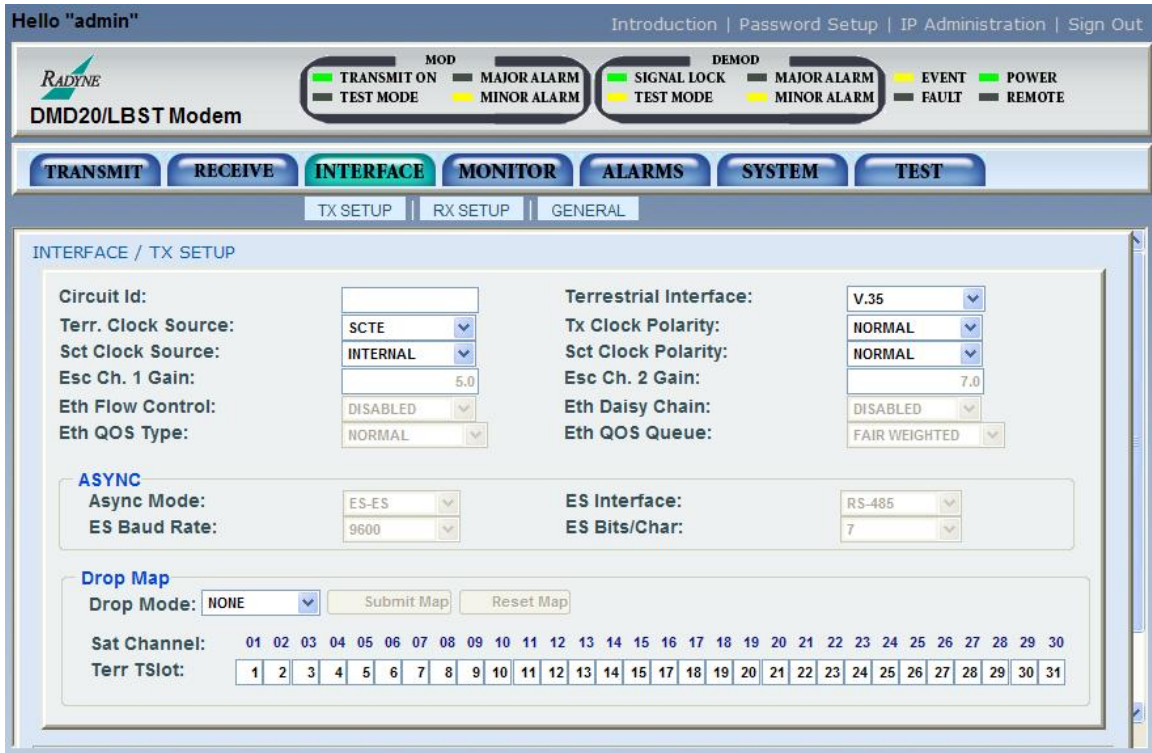 Hello "admin"
Introduction | Password Setup | IP Administration | Sign Out
RADYNE
DMD20/LBST Modem
MOD
TRANSMIT ON MAJOR ALARM
TEST MODE MINOR ALARM
DEMOD
SIGNAL LOCK MAJOR ALARM
TEST MODE MINOR ALARM
EVENT POWER
FAULT REMOTE
TRANSMIT RECEIVE INTERFACE MONITOR ALARMS SYSTEM TEST
TX SETUP | RX SETUP | GENERAL
INTERFACE / TX SETUP
Circuit Id: Terrestrial Interface: V.35
Terr. Clock Source: SCTE Tx Clock Polarity: NORMAL
Sct Clock Source: INTERNAL Sct Clock Polarity: NORMAL
Esc Ch. 1 Gain: 5.0 Esc Ch. 2 Gain: 7.0
Eth Flow Control: DISABLED Eth Daisy Chain: DISABLED
Eth QOS Type: NORMAL Eth QOS Queue: FAIR WEIGHTED
ASYNC
Async Mode: ES-ES ES Interface: RS-485
ES Baud Rate: 9600 ES Bits/Char: 7
Drop Map
Drop Mode: NONE Submit Map Reset Map
Sat Channel: 01 02 03 04 05 06 07 08 09 10 11 12 13 14 15 16 17 18 19 20 21 22 23 24 25 26 27 28 29 30
Terr TSlot: 1 2 3 4 5 6 7 8 9 10 11 12 13 14 15 17 18 19 20 21 22 23 24 25 26 27 28 29 30 31